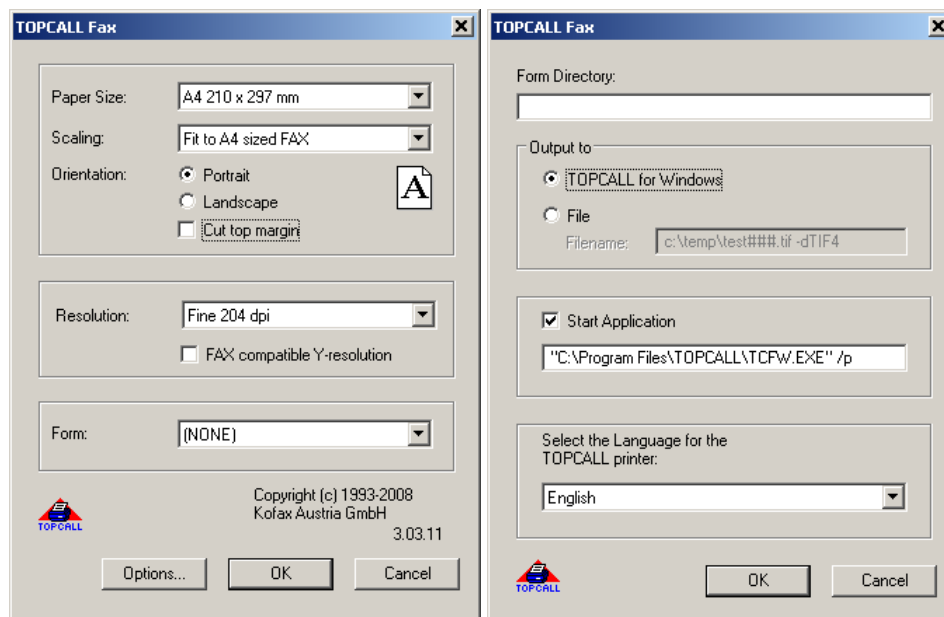 TOPCALL Fax
Paper Size: A4 210 x 297 mm
Scaling: Fit to A4 sized FAX
Orientation: Portrait
Landscape
Cut top margin
A
Resolution: Fine 204 dpi
FAX compatible Y-resolution
Form: (NONE)
TOPCALL
Copyright (c) 1993-2008
Kofax Austria GmbH
3.03.11
Options... OK Cancel
TOPCALL Fax
Form Directory:
Output to
TOPCALL for Windows
File
Filename: c:\temp\test###.tif -dTIF4
Start Application
"C:\Program Files\TOPCALL\TCFW.EXE" /p
Select the Language for the
TOPCALL printer:
English
TOPCALL
OK Cancel